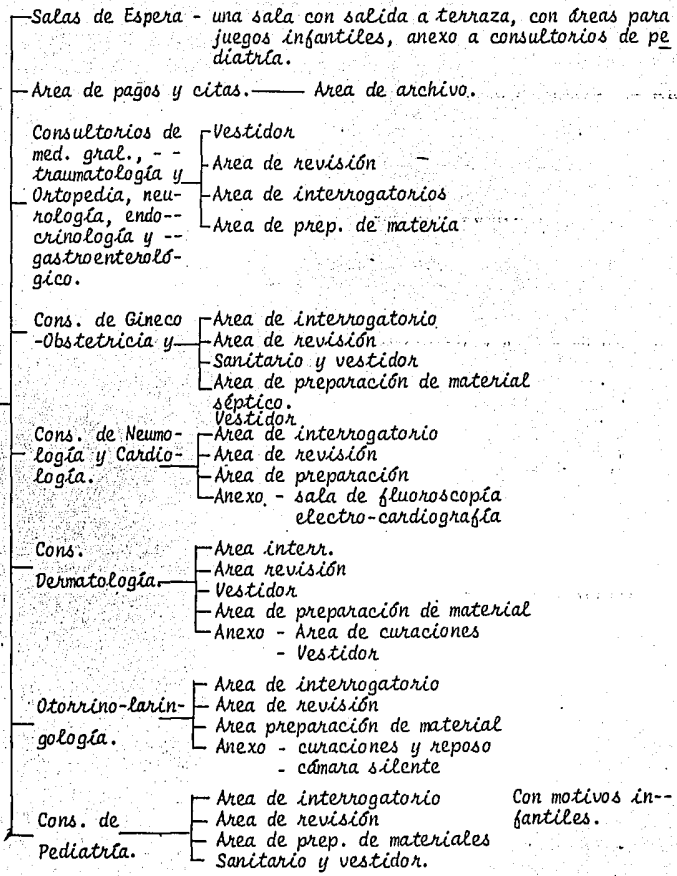 Salas de Espera - una sala con salida a terraza, con áreas para
juegos infantiles, anexo a consultorios de pe
diatría.
Area de pagos y citas. Area de archivo.
Consultorios de
med. gral., - -
traumatología y
Ortopedia, neu-
rología, endo--
crinología y --
gastroenteroló-
gico.
Vestidor
Area de revisión
Area de interrogatorios
Area de prep. de materia
Cons. de Gineco
-Obstetricia y
Area de interrogatorio
Area de revisión
Sanitario y vestidor
Area de preparación de material
séptico.
Vestidor
Cons. de Neumo-
logía y Cardio-
logía.
Area de interrogatorio
Area de revisión
Area de preparación
Anexo. - sala de fluoroscopía
electro-cardiografía
Cons.
Dermatología.
Area interr.
Area revisión
Vestidor
Area de preparación de material
Anexo - Area de curaciones
- Vestidor
Otorrino-larin-
gología.
Area de interrogatorio
Area de revisión
Area preparación de material
Anexo - curaciones y reposo
- cámara silente
Cons. de
Pediatría.
Area de interrogatorio
Area de revisión
Area de prep. de materiales
Sanitario y vestidor.
Con motivos in--
fantiles.